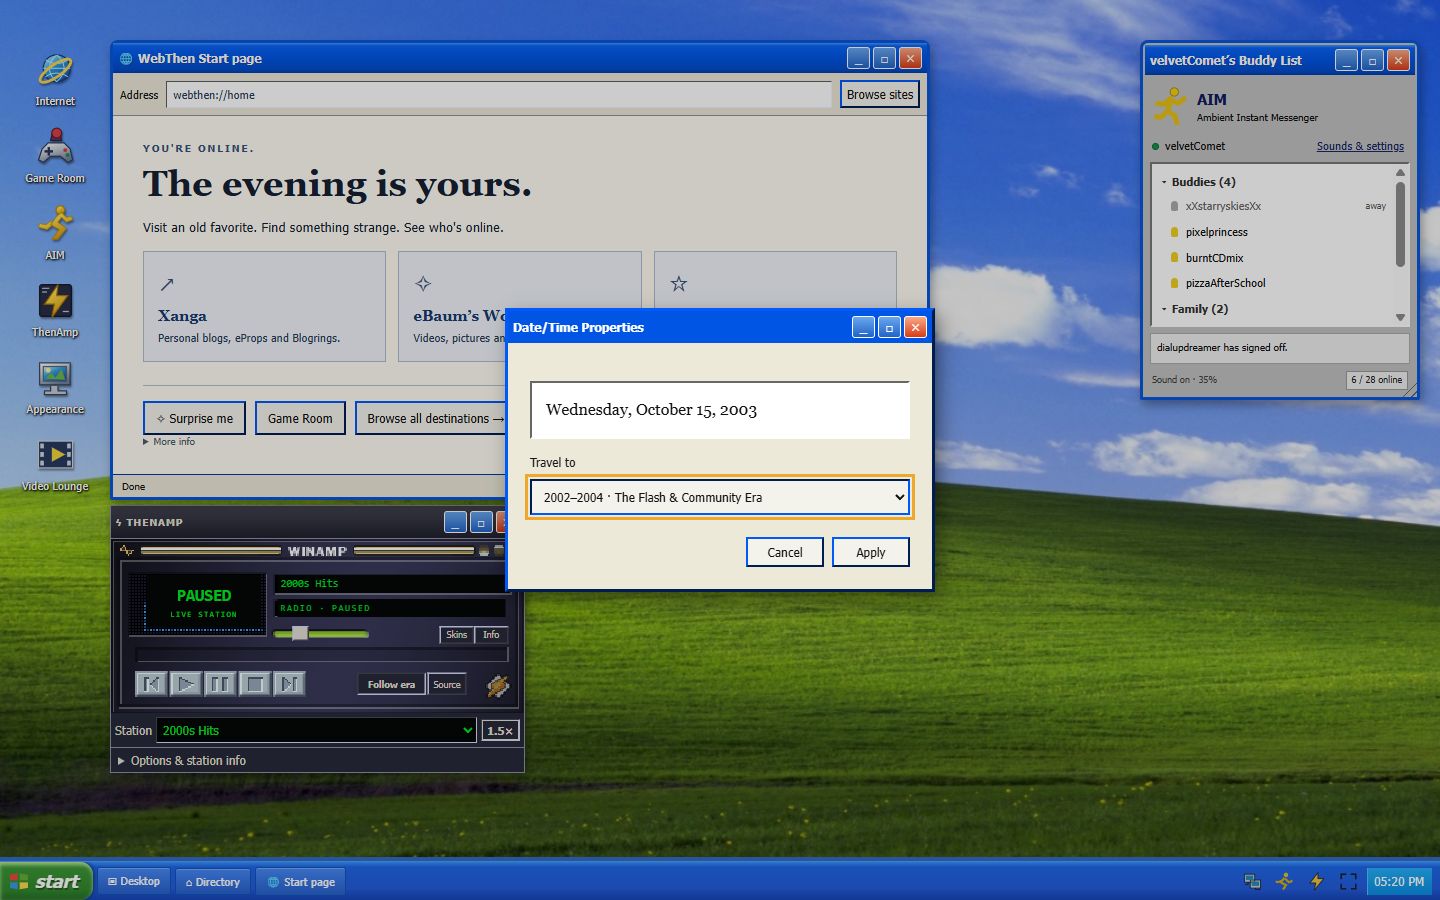 Internet
Game Room
AIM
ThenAmp
Appearance
Video Lounge
WebThen Start page
Address
webthen://home
Browse sites
YOU'RE ONLINE.
The evening is yours.
Visit an old favorite. Find something strange. See who's online.
Xanga
Personal blogs, eProps and Blogrings.
eBaum's Wo
Videos, pictures an
Surprise me
Game Room
Browse all destinations →
More info
Done
Date/Time Properties
Wednesday, October 15, 2003
Travel to
2002–2004 · The Flash & Community Era
Cancel
Apply
velvetComet's Buddy List
AIM
Ambient Instant Messenger
velvetComet
Sounds & settings
Buddies (4)
xXstarryskiesXx
away
pixelprincess
burntCDmix
pizzaAfterSchool
Family (2)
dialupdreamer has signed off.
Sound on · 35%
6 / 28 online
THENAMP
WINAMP
PAUSED
LIVE STATION
2000s Hits
RADIO · PAUSED
Skins
Info
Follow era
Source
Station
2000s Hits
1.5×
Options & station info
start
Desktop
Directory
Start page
05:20 PM